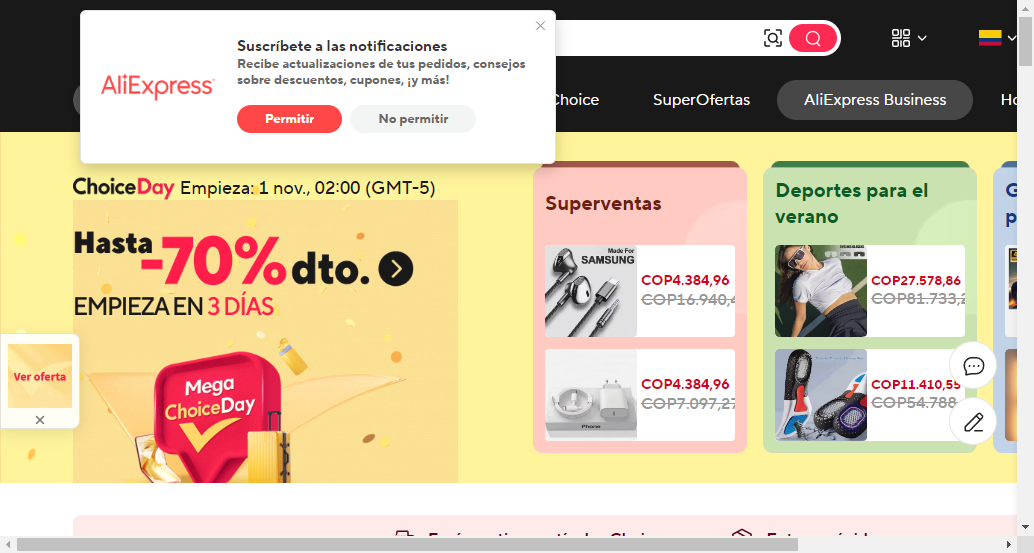 Suscríbete a las notificaciones
Recibe actualizaciones de tus pedidos, consejos
sobre descuentos, cupones, ¡y más!
AliExpress
Permitir
No permitir
Choice
SuperOfertas
AliExpress Business
ChoiceDay Empieza: 1 nov., 02:00 (GMT-5)
Hasta
-70% dto.
EMPIEZA EN 3 DÍAS
Mega
ChoiceDay
Ver oferta
Superventas
Made For
SAMSUNG
COP4.384,96
COP16.940,4
COP4.384,96
COP7.097,27
Phone
Deportes para el
verano
COP27.578,86
COP81.733,2
COP11.410,55
COP54.788